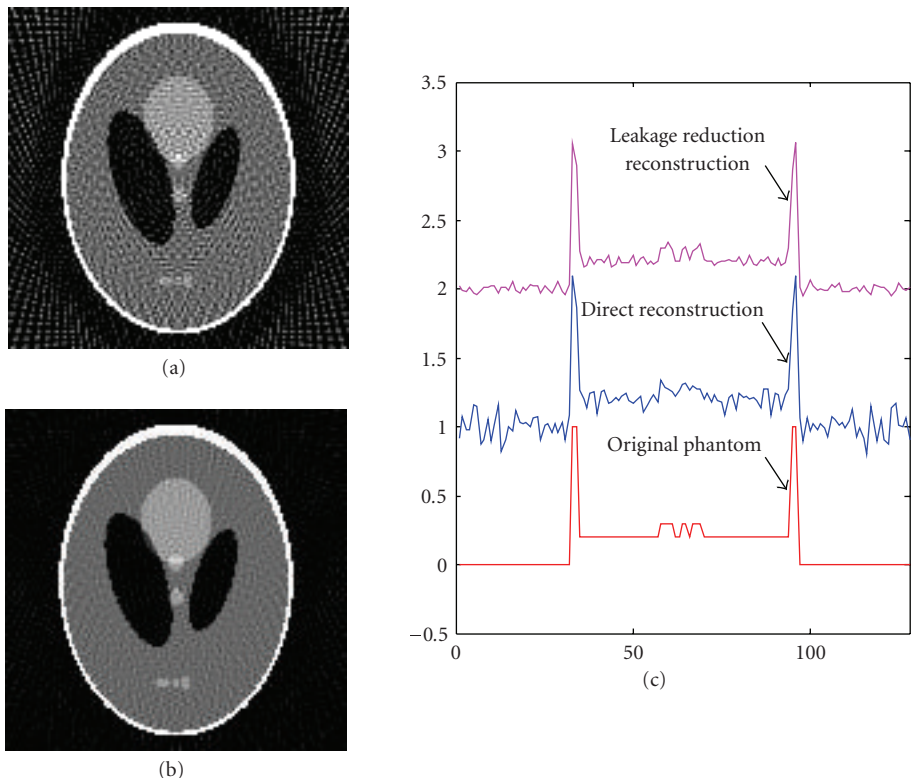 (a)
(b)
3.5
3
2.5
2
1.5
1
0.5
0
−0.5
0
50
100
Leakage reduction
reconstruction
Direct reconstruction
Original phantom
(c)